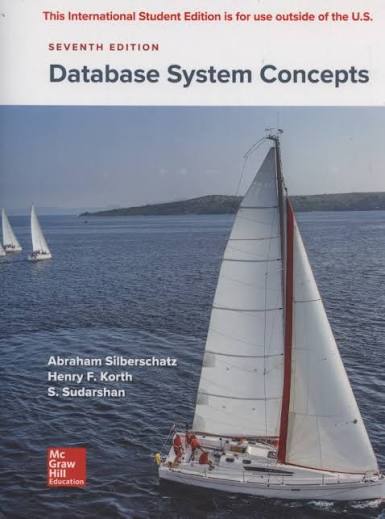 This International Student Edition is for use outside of the U.S.
SEVENTH EDITION
Database System Concepts
Abraham Silberschatz
Henry F. Korth
S. Sudarshan
Mc
Graw
Hill
Education